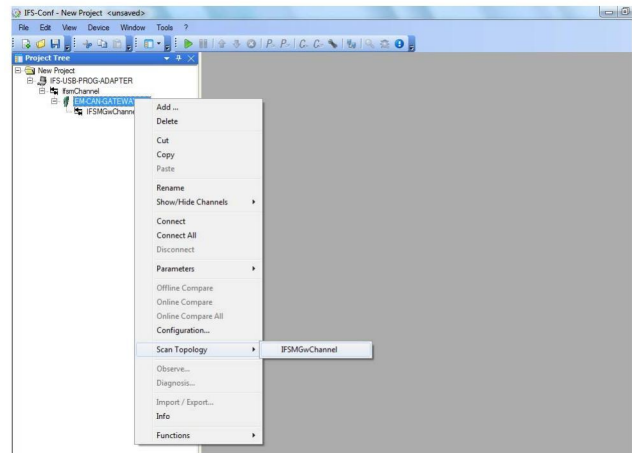 IFS-Conf - New Project <unsaved>
File Edit View Device Window Tools ?
P- P- C- C-
Project Tree
New Project
IFS-USB-PROG-ADAPTER
IfsmChannel
EM-CAN-GATEWA
IFSMGwChanne
Add ...
Delete
Cut
Copy
Paste
Rename
Show/Hide Channels
Connect
Connect All
Disconnect
Parameters
Offline Compare
Online Compare
Online Compare All
Configuration...
Scan Topology
IFSMGwChannel
Observe...
Diagnosis...
Import / Export...
Info
Functions